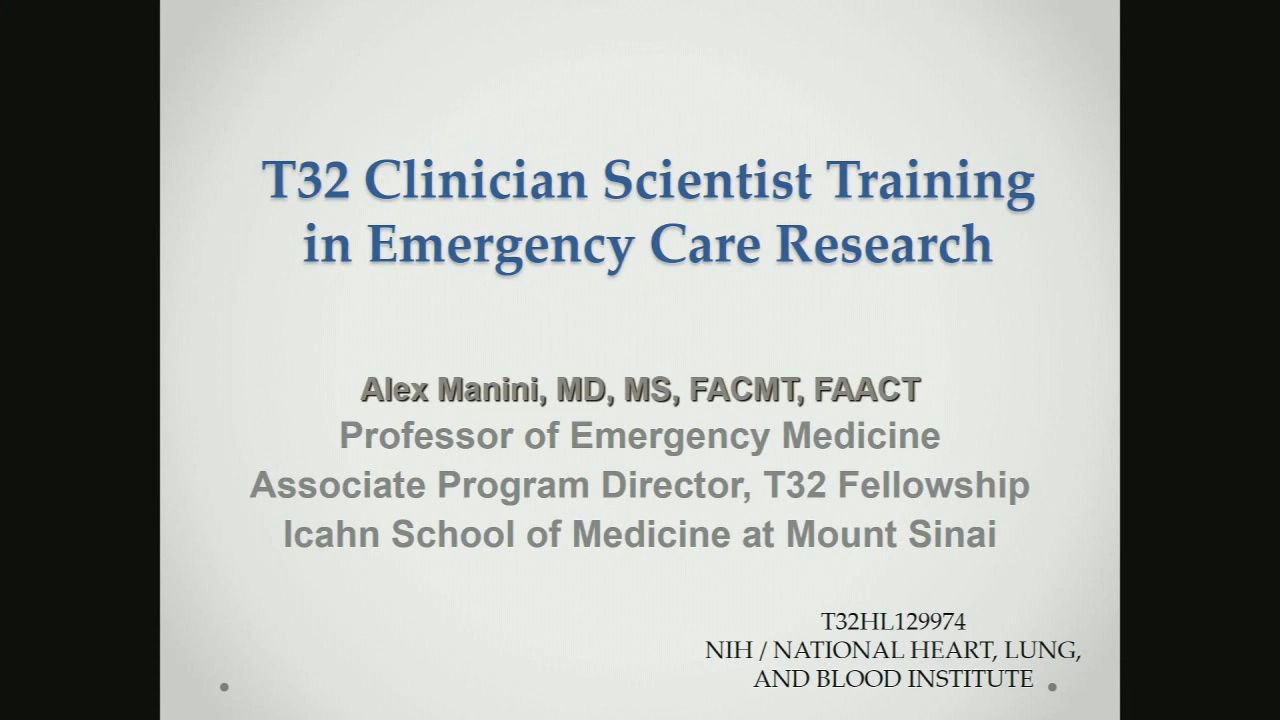 T32 Clinician Scientist Training
in Emergency Care Research
Alex Manini, MD, MS, FACMT, FAACT
Professor of Emergency Medicine
Associate Program Director, T32 Fellowship
Icahn School of Medicine at Mount Sinai
T32HL129974
NIH / NATIONAL HEART, LUNG,
AND BLOOD INSTITUTE